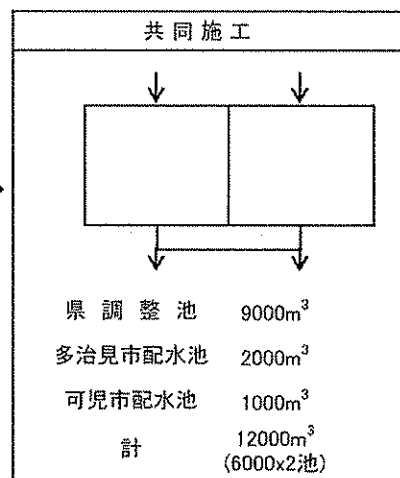 共同施工
県調整池 9000m³
多治見市配水池 2000m³
可児市配水池 1000m³
計 12000m³
(6000x2池)